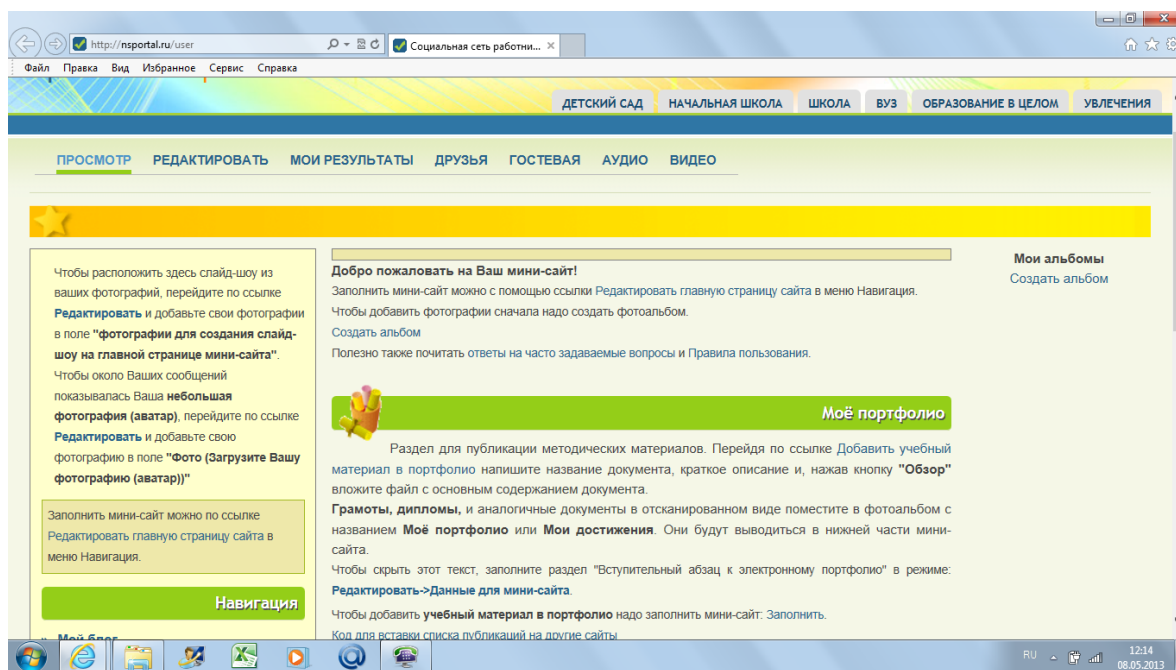 http://nsportal.ru/user
Социальная сеть работни...
Файл Правка Вид Избранное Сервис Справка
ДЕТСКИЙ САД НАЧАЛЬНАЯ ШКОЛА ШКОЛА ВУЗ ОБРАЗОВАНИЕ В ЦЕЛОМ УВЛЕЧЕНИЯ
ПРОСМОТР РЕДАКТИРОВАТЬ МОИ РЕЗУЛЬТАТЫ ДРУЗЬЯ ГОСТЕВАЯ АУДИО ВИДЕО
Чтобы расположить здесь слайд-шоу из
ваших фотографий, перейдите по ссылке
Редактировать и добавьте свои фотографии
в поле "фотографии для создания слайд-
шоу на главной странице мини-сайта".
Чтобы около Ваших сообщений
показывалась Ваша небольшая
фотография (аватар), перейдите по ссылке
Редактировать и добавьте свою
фотографию в поле "Фото (Загрузите Вашу
фотографию (аватар))"
Заполнить мини-сайт можно по ссылке
Редактировать главную страницу сайта в
меню Навигация.
Навигация
Мой блог
Добро пожаловать на Ваш мини-сайт!
Заполнить мини-сайт можно с помощью ссылки Редактировать главную страницу сайта в меню Навигация.
Чтобы добавить фотографии сначала надо создать фотоальбом.
Создать альбом
Полезно также почитать ответы на часто задаваемые вопросы и Правила пользования.
Моё портфолио
Раздел для публикации методических материалов. Перейдя по ссылке Добавить учебный
материал в портфолио напишите название документа, краткое описание и, нажав кнопку "Обзор"
вложите файл с основным содержанием документа.
Грамоты, дипломы, и аналогичные документы в отсканированном виде поместите в фотоальбом с
названием Моё портфолио или Мои достижения. Они будут выводиться в нижней части мини-
сайта.
Чтобы скрыть этот текст, заполните раздел "Вступительный абзац к электронному портфолио" в режиме:
Редактировать->Данные для мини-сайта.
Чтобы добавить учебный материал в портфолио надо заполнить мини-сайт: Заполнить.
Код для вставки списка публикаций на другие сайты
Мои альбомы
Создать альбом
RU
12:14
08.05.2013